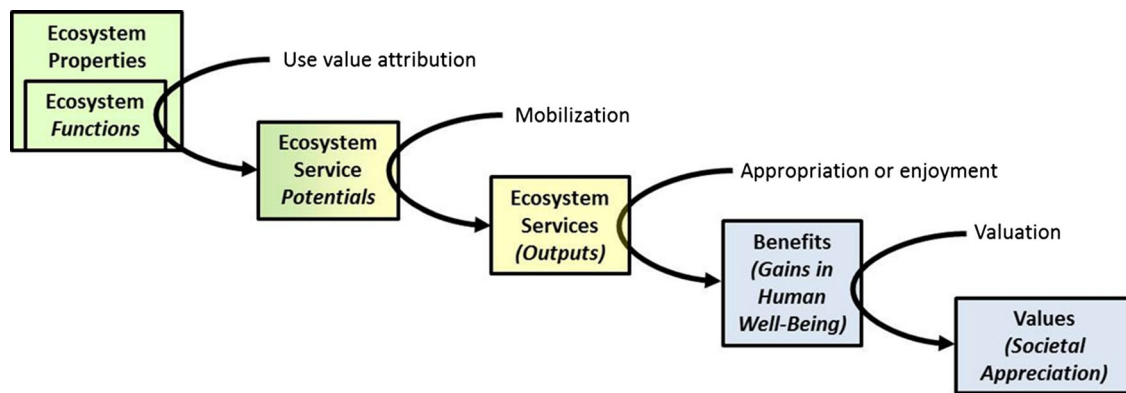 Ecosystem
Properties
Ecosystem
Functions
Use value attribution
Ecosystem
Service
Potentials
Mobilization
Ecosystem
Services
(Outputs)
Appropriation or enjoyment
Benefits
(Gains in
Human
Well-Being)
Valuation
Values
(Societal
Appreciation)